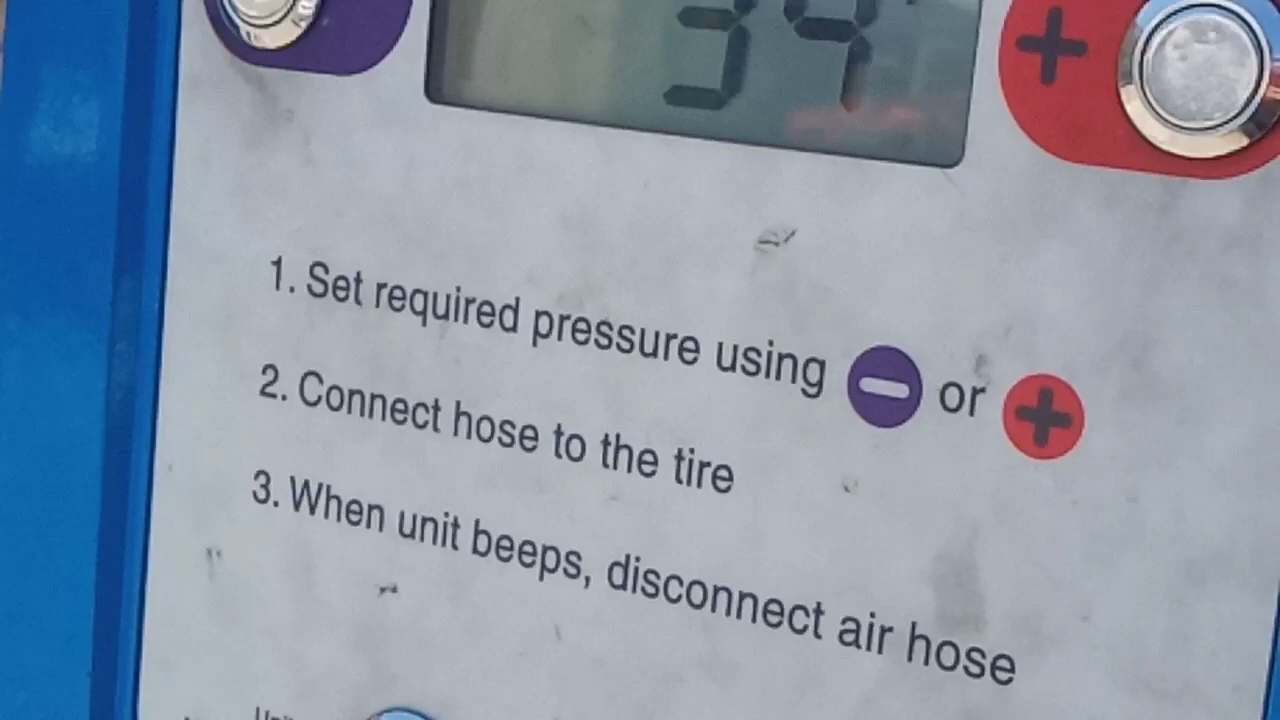 1. Set required pressure using - or +
2. Connect hose to the tire
3. When unit beeps, disconnect air hose